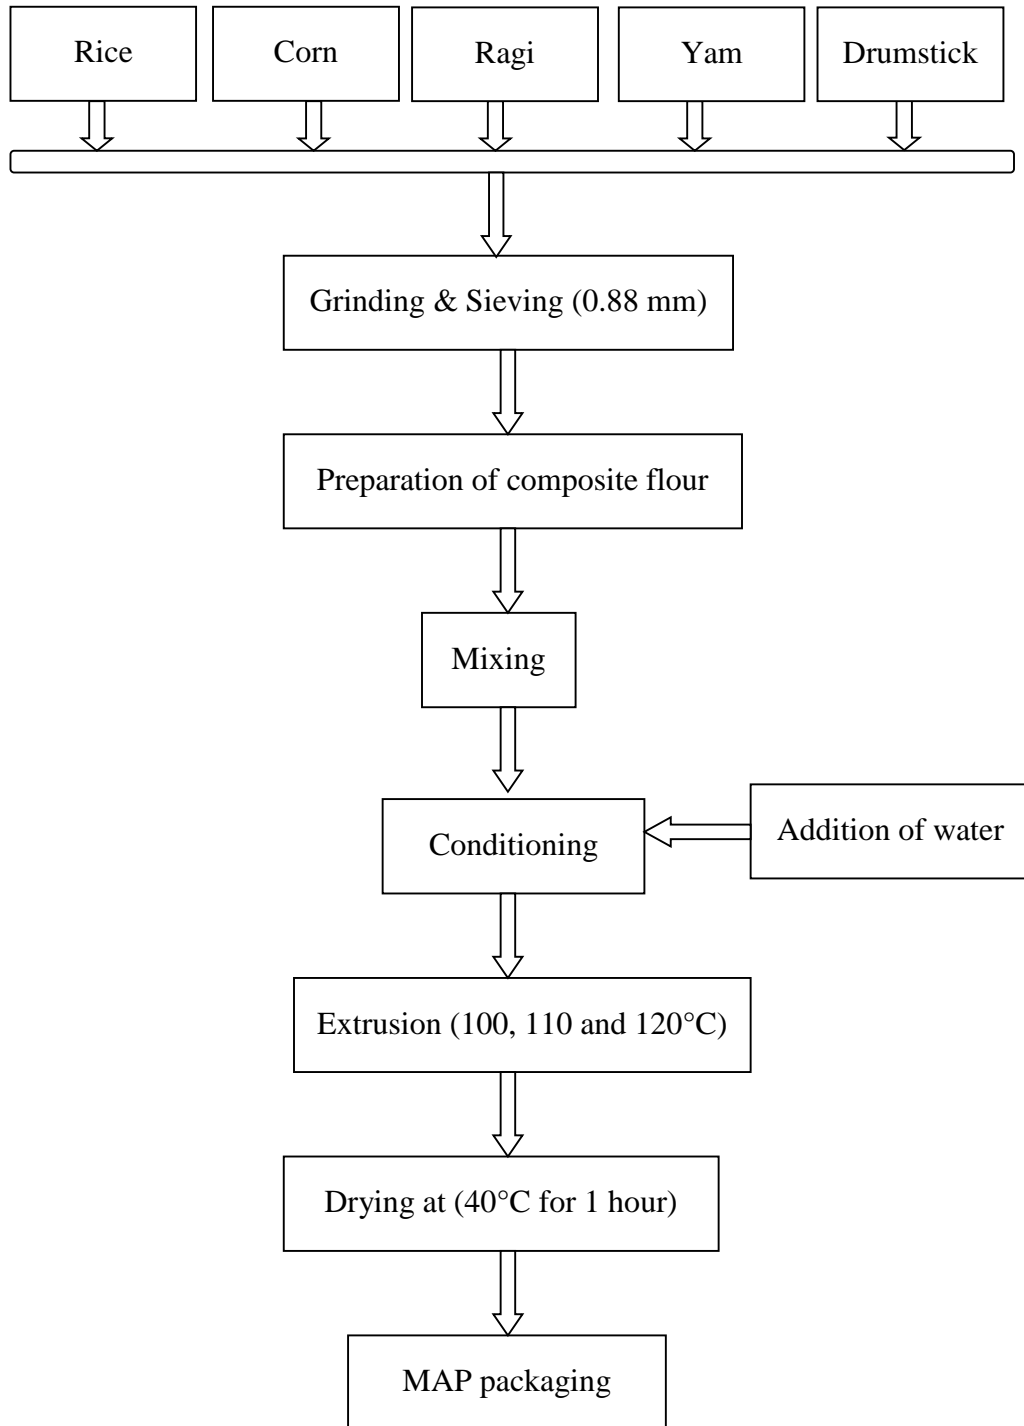 Rice
Corn
Ragi
Yam
Drumstick
Grinding & Sieving (0.88 mm)
Preparation of composite flour
Mixing
Conditioning
Addition of water
Extrusion (100, 110 and 120°C)
Drying at (40°C for 1 hour)
MAP packaging